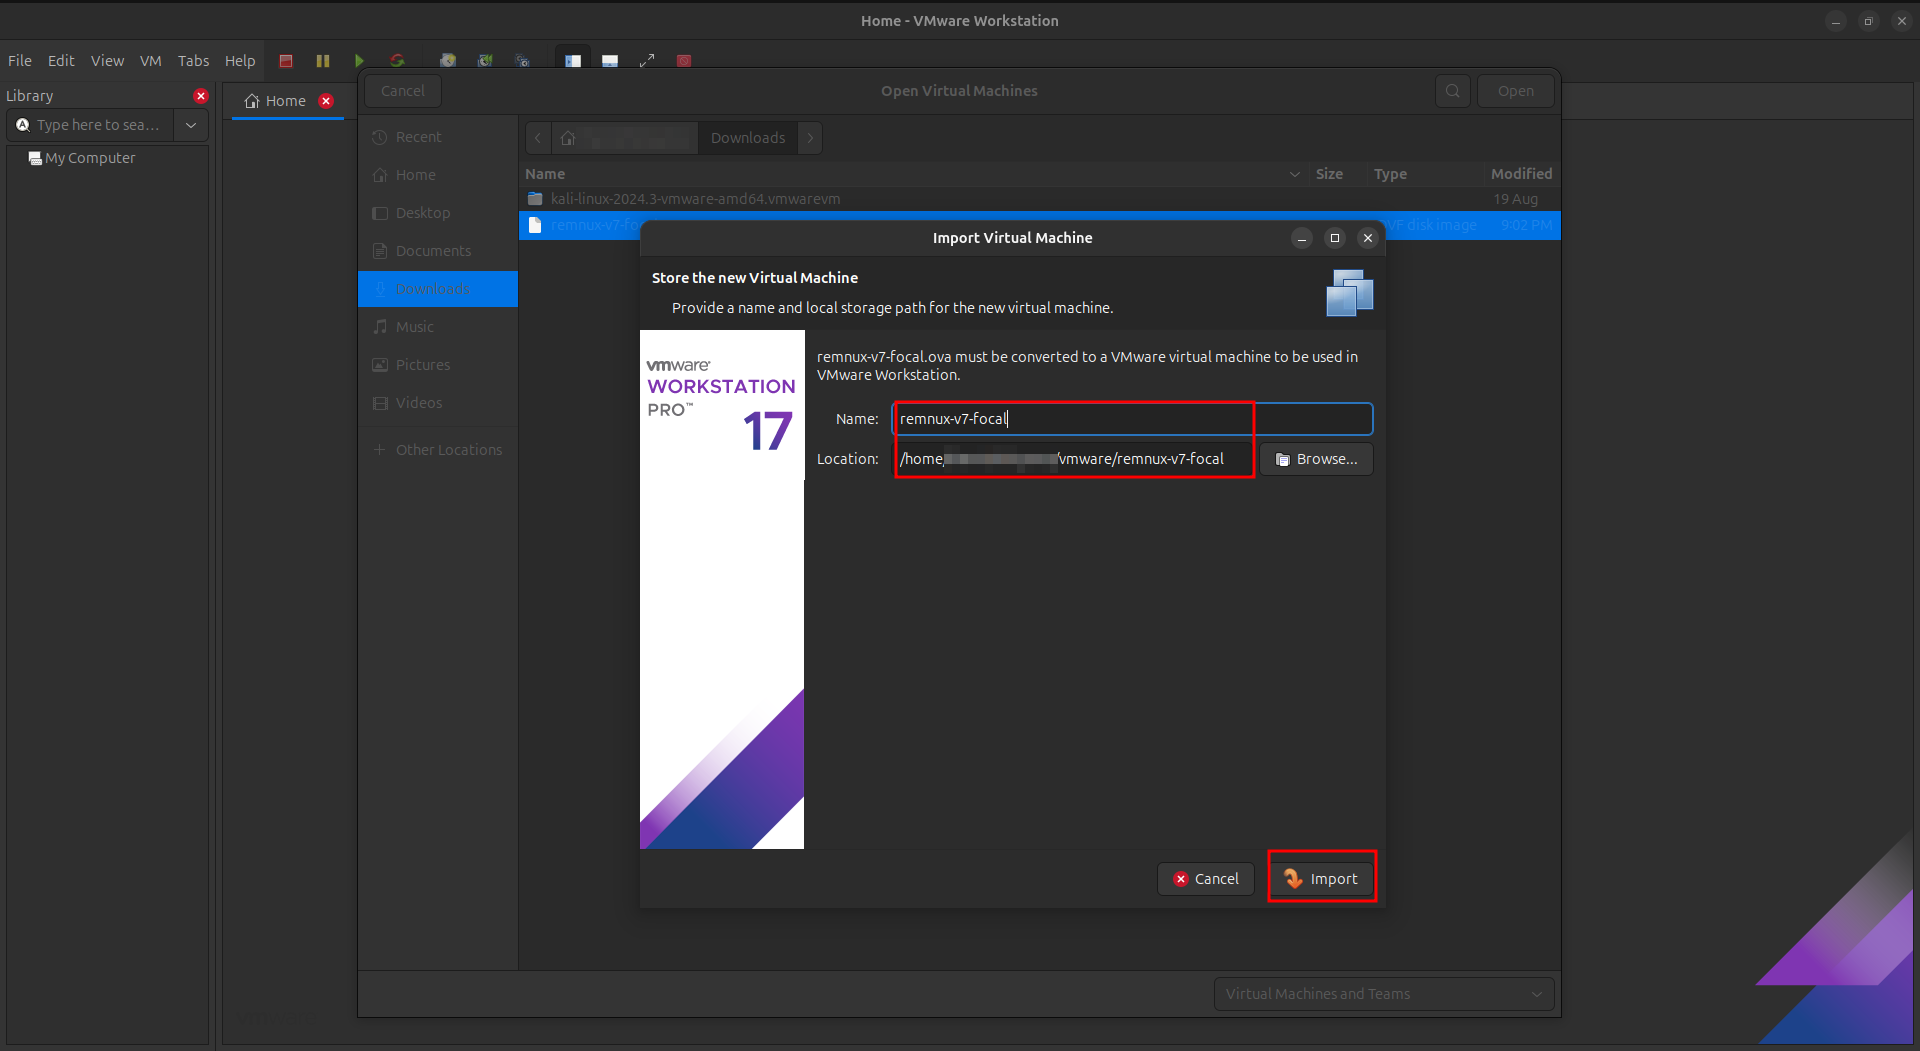 Home - VMware Workstation
File Edit View VM Tabs Help
Library
Type here to sea...
My Computer
Home
Cancel
Open Virtual Machines
Open
Recent
Home
Desktop
Documents
Downloads
Music
Pictures
Videos
Other Locations
Downloads
Name Size Type Modified
kali-linux-2024.3-vmware-amd64.vmwarevm 19 Aug
remnux-v7-fo disk image 9:02 PM
Import Virtual Machine
Store the new Virtual Machine
Provide a name and local storage path for the new virtual machine.
vmware®
WORKSTATION
PRO™
17
remnux-v7-focal.ova must be converted to a VMware virtual machine to be used in
VMware Workstation.
Name: remnux-v7-focal
Location: /home/ /vmware/remnux-v7-focal Browse...
Cancel Import
Virtual Machines and Teams